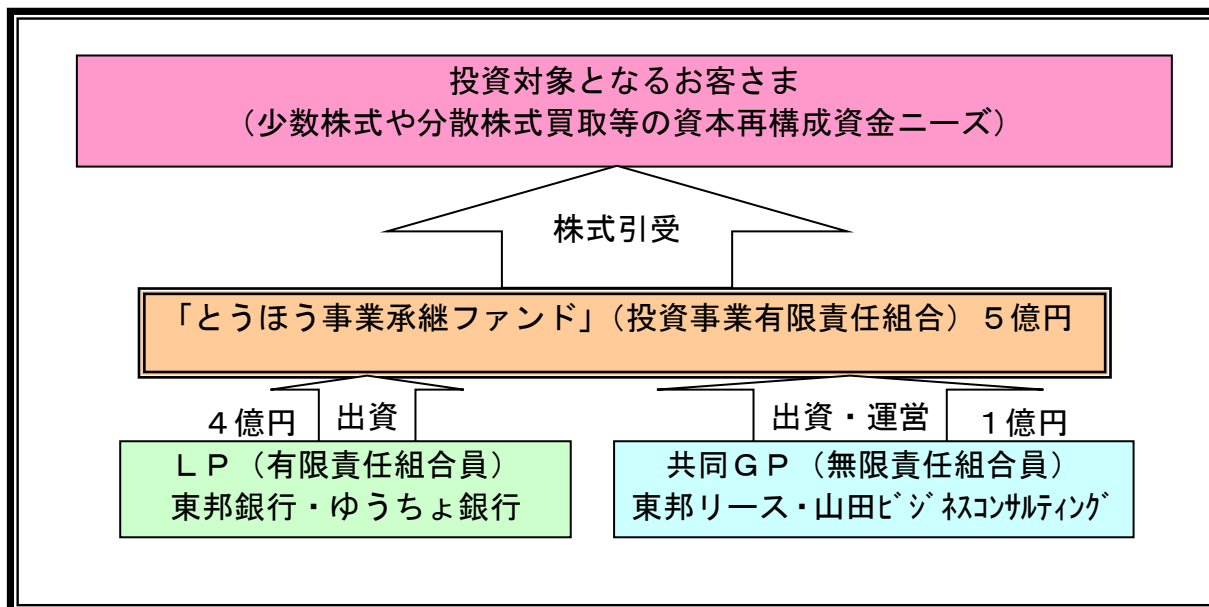 投資対象となるお客さま
（少数株式や分散株式買取等の資本再構成資金ニーズ）
株式引受
「とうほう事業承継ファンド」（投資事業有限責任組合）５億円
４億円 出資
出資・運営 １億円
ＬＰ（有限責任組合員）
東邦銀行・ゆうちょ銀行
共同ＧＰ（無限責任組合員）
東邦リース・山田ﾋﾞｼﾞﾈｽｺﾝｻﾙﾃｨﾝｸﾞ